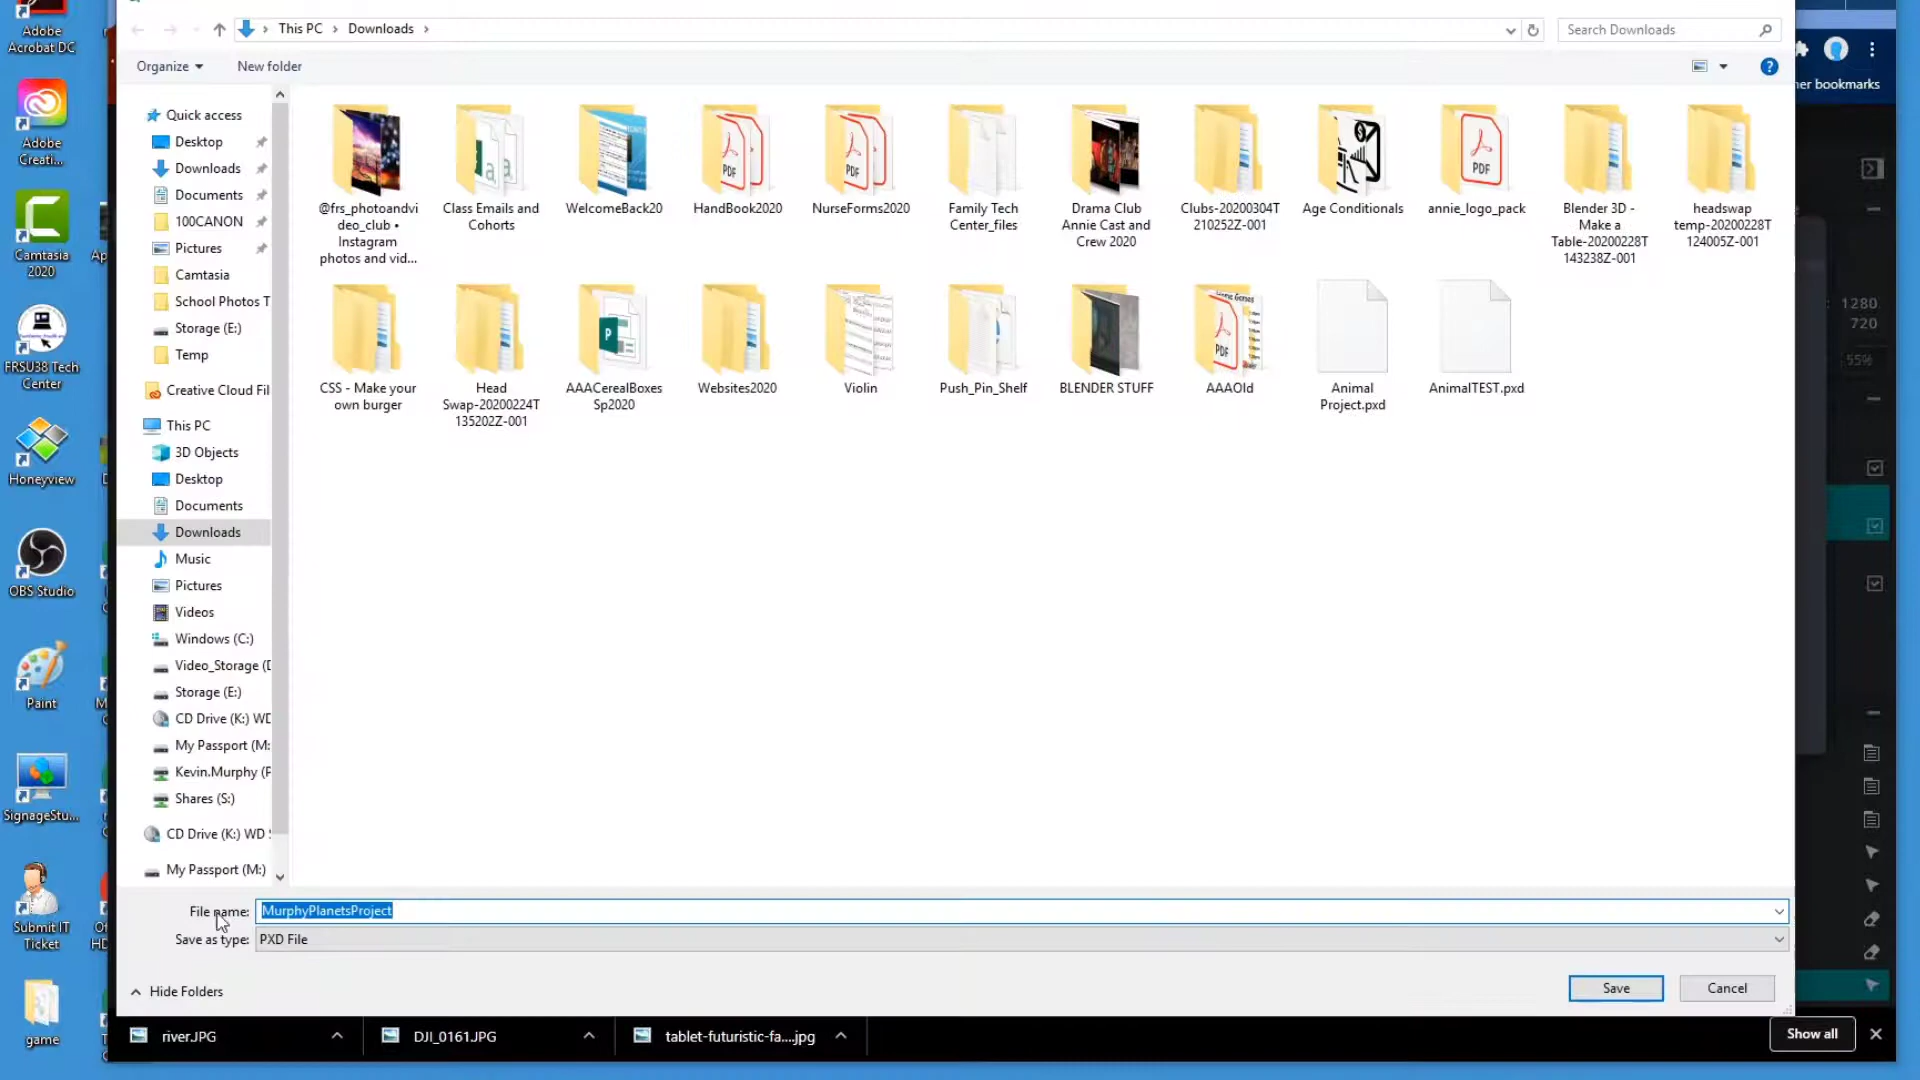 Adobe
Acrobat DC
Adobe
Creati...
Camtasia
2020
FRSU38 Tech
Center
Honeyview
OBS Studio
Paint
SignageStu...
Submit IT
Ticket
game
This PC > Downloads >
Search Downloads
Organize
New folder
Quick access
Desktop
Downloads
Documents
100CANON
Pictures
Camtasia
School Photos T
Storage (E:)
Temp
Creative Cloud Fil
This PC
3D Objects
Desktop
Documents
Downloads
Music
Pictures
Videos
Windows (C:)
Video_Storage (D
Storage (E:)
CD Drive (K:) WD
My Passport (M:
Kevin.Murphy (P
Shares (S:)
CD Drive (K:) WD
My Passport (M:)
@frs_photoandvi
deo_club •
Instagram
photos and vid...
Class Emails and
Cohorts
WelcomeBack20
HandBook2020
NurseForms2020
Family Tech
Center_files
Drama Club
Annie Cast and
Crew 2020
Clubs-20200304T
210252Z-001
Age Conditionals
annie_logo_pack
Blender 3D -
Make a
Table-20200228T
143238Z-001
headswap
temp-20200228T
124005Z-001
CSS - Make your
own burger
Head
Swap-20200224T
135202Z-001
AAACerealBoxes
Sp2020
Websites2020
Violin
Push_Pin_Shelf
BLENDER STUFF
AAAOld
Animal
Project.pxd
AnimalTEST.pxd
PDF
PDF
PDF
PDF
File name: MurphyPlanetsProject
Save as type: PXD File
Hide Folders
Save
Cancel
river.JPG
DJI_0161.JPG
tablet-futuristic-fa....jpg
Show all
her bookmarks
1280
720
55%